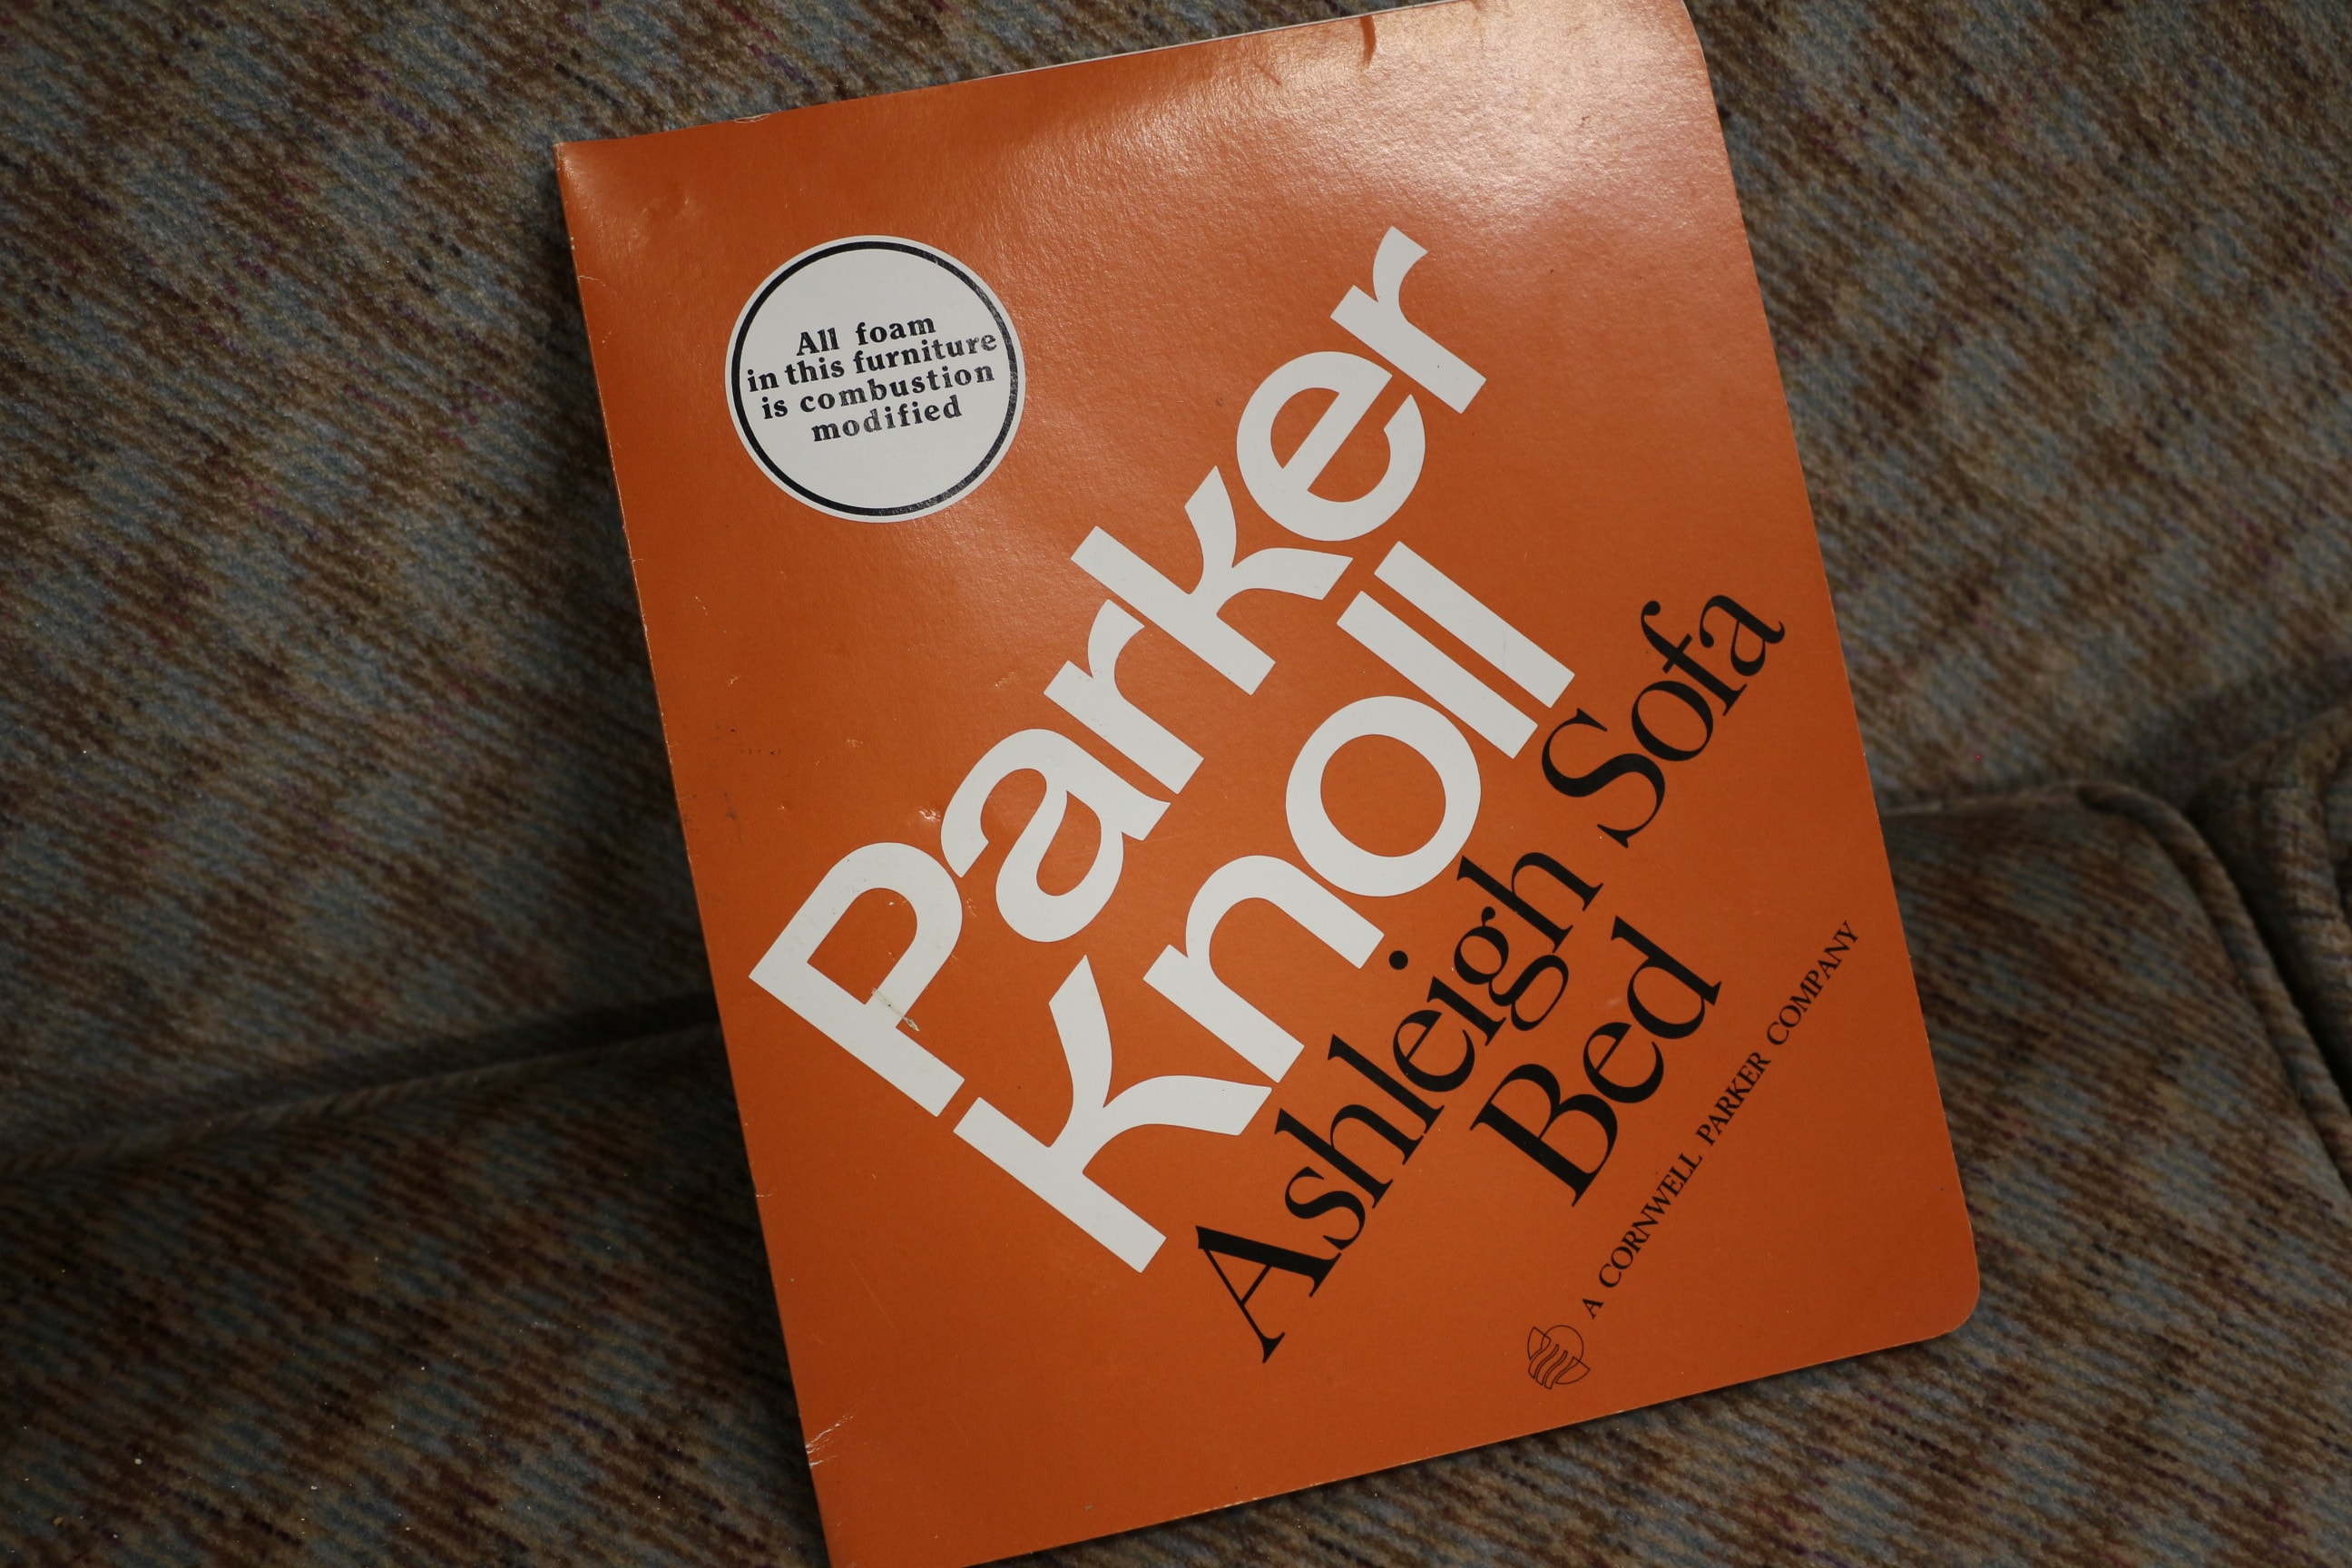 All foam
in this furniture
is combustion
modified
Parker
Knoll
Ashleigh Sofa
Bed
A CORNWELL PARKER COMPANY